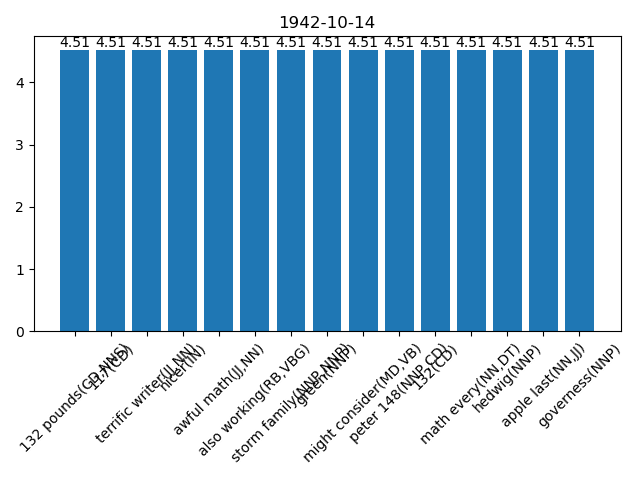 1942-10-14
4.51 4.51 4.51 4.51 4.51 4.51 4.51 4.51 4.51 4.51 4.51 4.51 4.51 4.51 4.51
4
3
2
1
0
132 pounds(CD,NNS)
117(CD)
terrific writer(JJ,NN)
nicer(IN)
awful math(JJ,NN)
also working(RB,VBG)
storm family(NNP,NNP)
green(NNP)
might consider(MD,VB)
peter 148(NNP,CD)
132(CD)
math every(NN,DT)
hedwig(NNP)
apple last(NN,JJ)
governess(NNP)